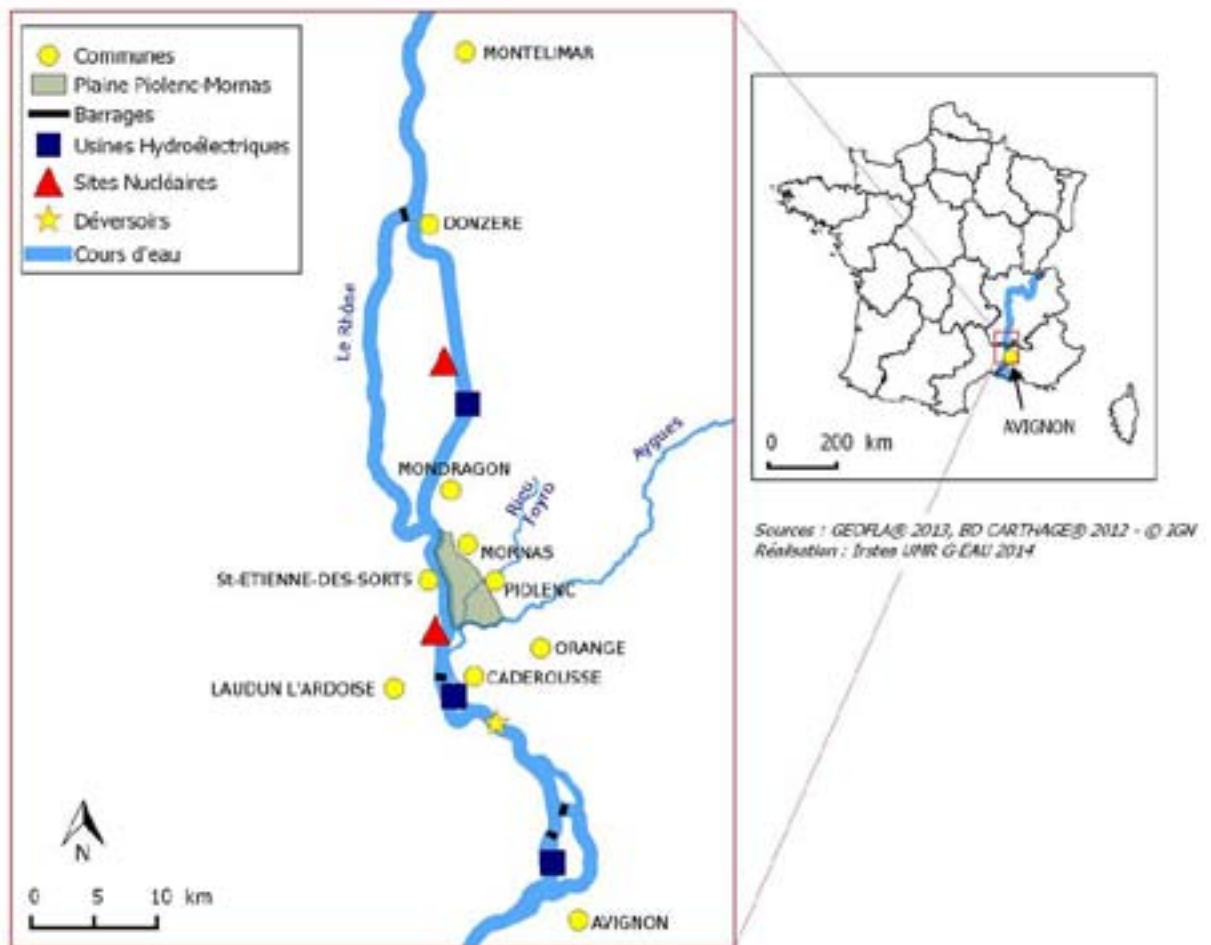 Communes
Plaine Piolenc-Mornas
Barrages
Usines Hydroélectriques
Sites Nucléaires
Déversoirs
Cours d'eau
MONTELIMAR
DONZERE
Le Rhône
Aygues
MONDRAGON
Rieu
Foyro
MORNAS
St-ETIENNE-DES-SORTS
PIOLENC
ORANGE
CADEROUSSE
LAUDUN L'ARDOISE
N
0 5 10 km
AVIGNON
AVIGNON
0 200 km
Sources : GEOFLA® 2013, BD CARTHAGE® 2012 - © IGN
Réalisation : Irstea UMR G-EAU 2014